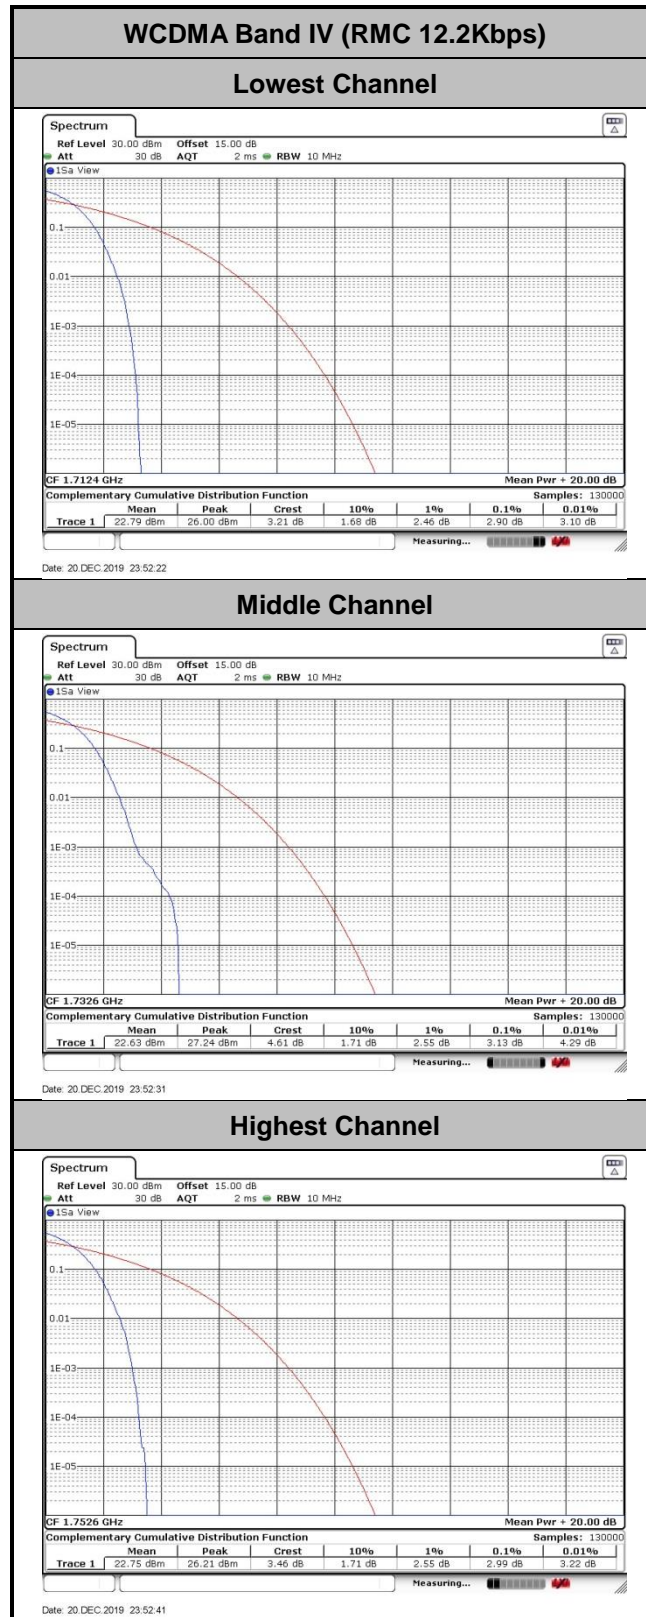 WCDMA Band IV (RMC 12.2Kbps)
Lowest Channel
Spectrum
Ref Level 30.00 dBm Offset 15.00 dB
Att 30 dB AQT 2 ms RBW 10 MHz
1Sa View
0.1
0.01
1E-03
1E-04
1E-05
CF 1.7124 GHz Mean Pwr + 20.00 dB
Complementary Cumulative Distribution Function Samples: 130000
Mean Peak Crest 10% 1% 0.1% 0.01%
Trace 1 22.79 dBm 26.00 dBm 3.21 dB 1.68 dB 2.46 dB 2.90 dB 3.10 dB
Measuring...
Date: 20.DEC.2019 23:52:22
Middle Channel
Spectrum
Ref Level 30.00 dBm Offset 15.00 dB
Att 30 dB AQT 2 ms RBW 10 MHz
1Sa View
0.1
0.01
1E-03
1E-04
1E-05
CF 1.7326 GHz Mean Pwr + 20.00 dB
Complementary Cumulative Distribution Function Samples: 130000
Mean Peak Crest 10% 1% 0.1% 0.01%
Trace 1 22.63 dBm 27.24 dBm 4.61 dB 1.71 dB 2.55 dB 3.13 dB 4.29 dB
Measuring...
Date: 20.DEC.2019 23:52:31
Highest Channel
Spectrum
Ref Level 30.00 dBm Offset 15.00 dB
Att 30 dB AQT 2 ms RBW 10 MHz
1Sa View
0.1
0.01
1E-03
1E-04
1E-05
CF 1.7526 GHz Mean Pwr + 20.00 dB
Complementary Cumulative Distribution Function Samples: 130000
Mean Peak Crest 10% 1% 0.1% 0.01%
Trace 1 22.75 dBm 26.21 dBm 3.46 dB 1.71 dB 2.55 dB 2.99 dB 3.22 dB
Measuring...
Date: 20.DEC.2019 23:52:41